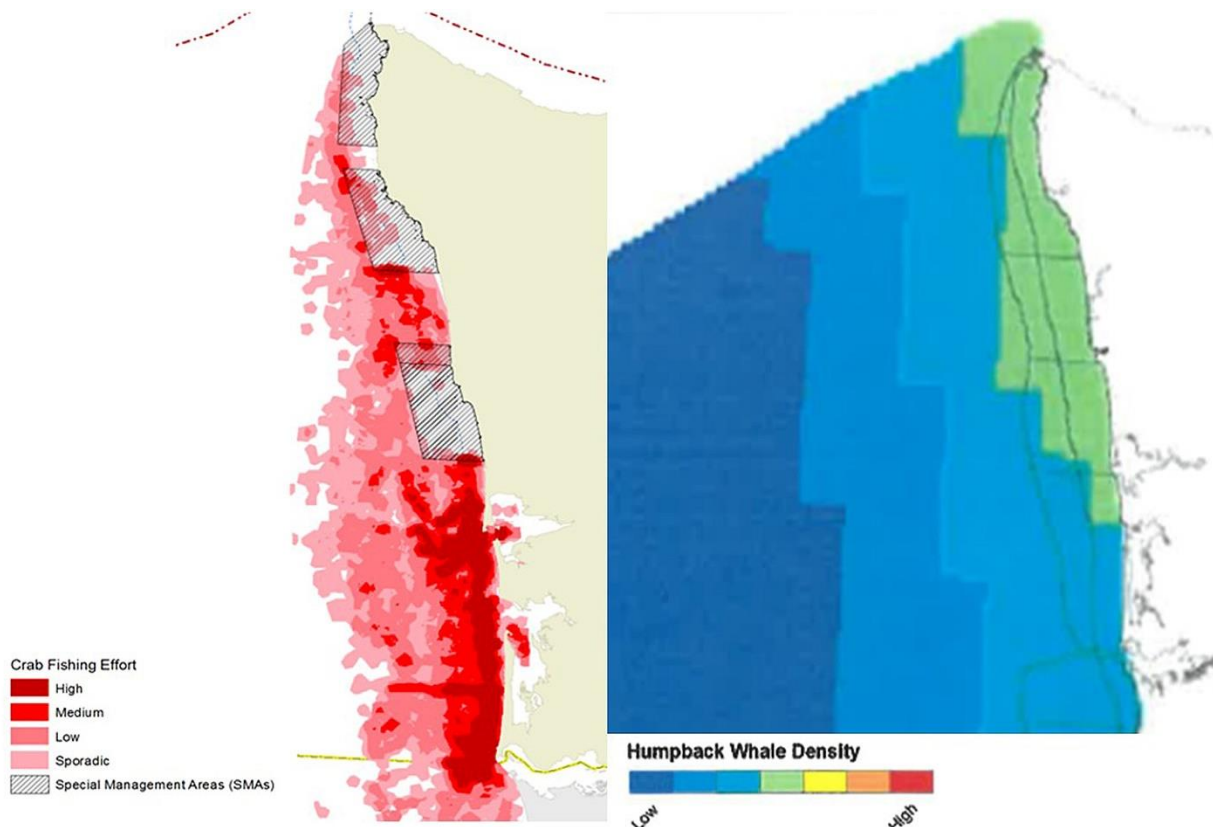 Crab Fishing Effort
High
Medium
Low
Sporadic
Special Management Areas (SMAs)
Humpback Whale Density
Low
High